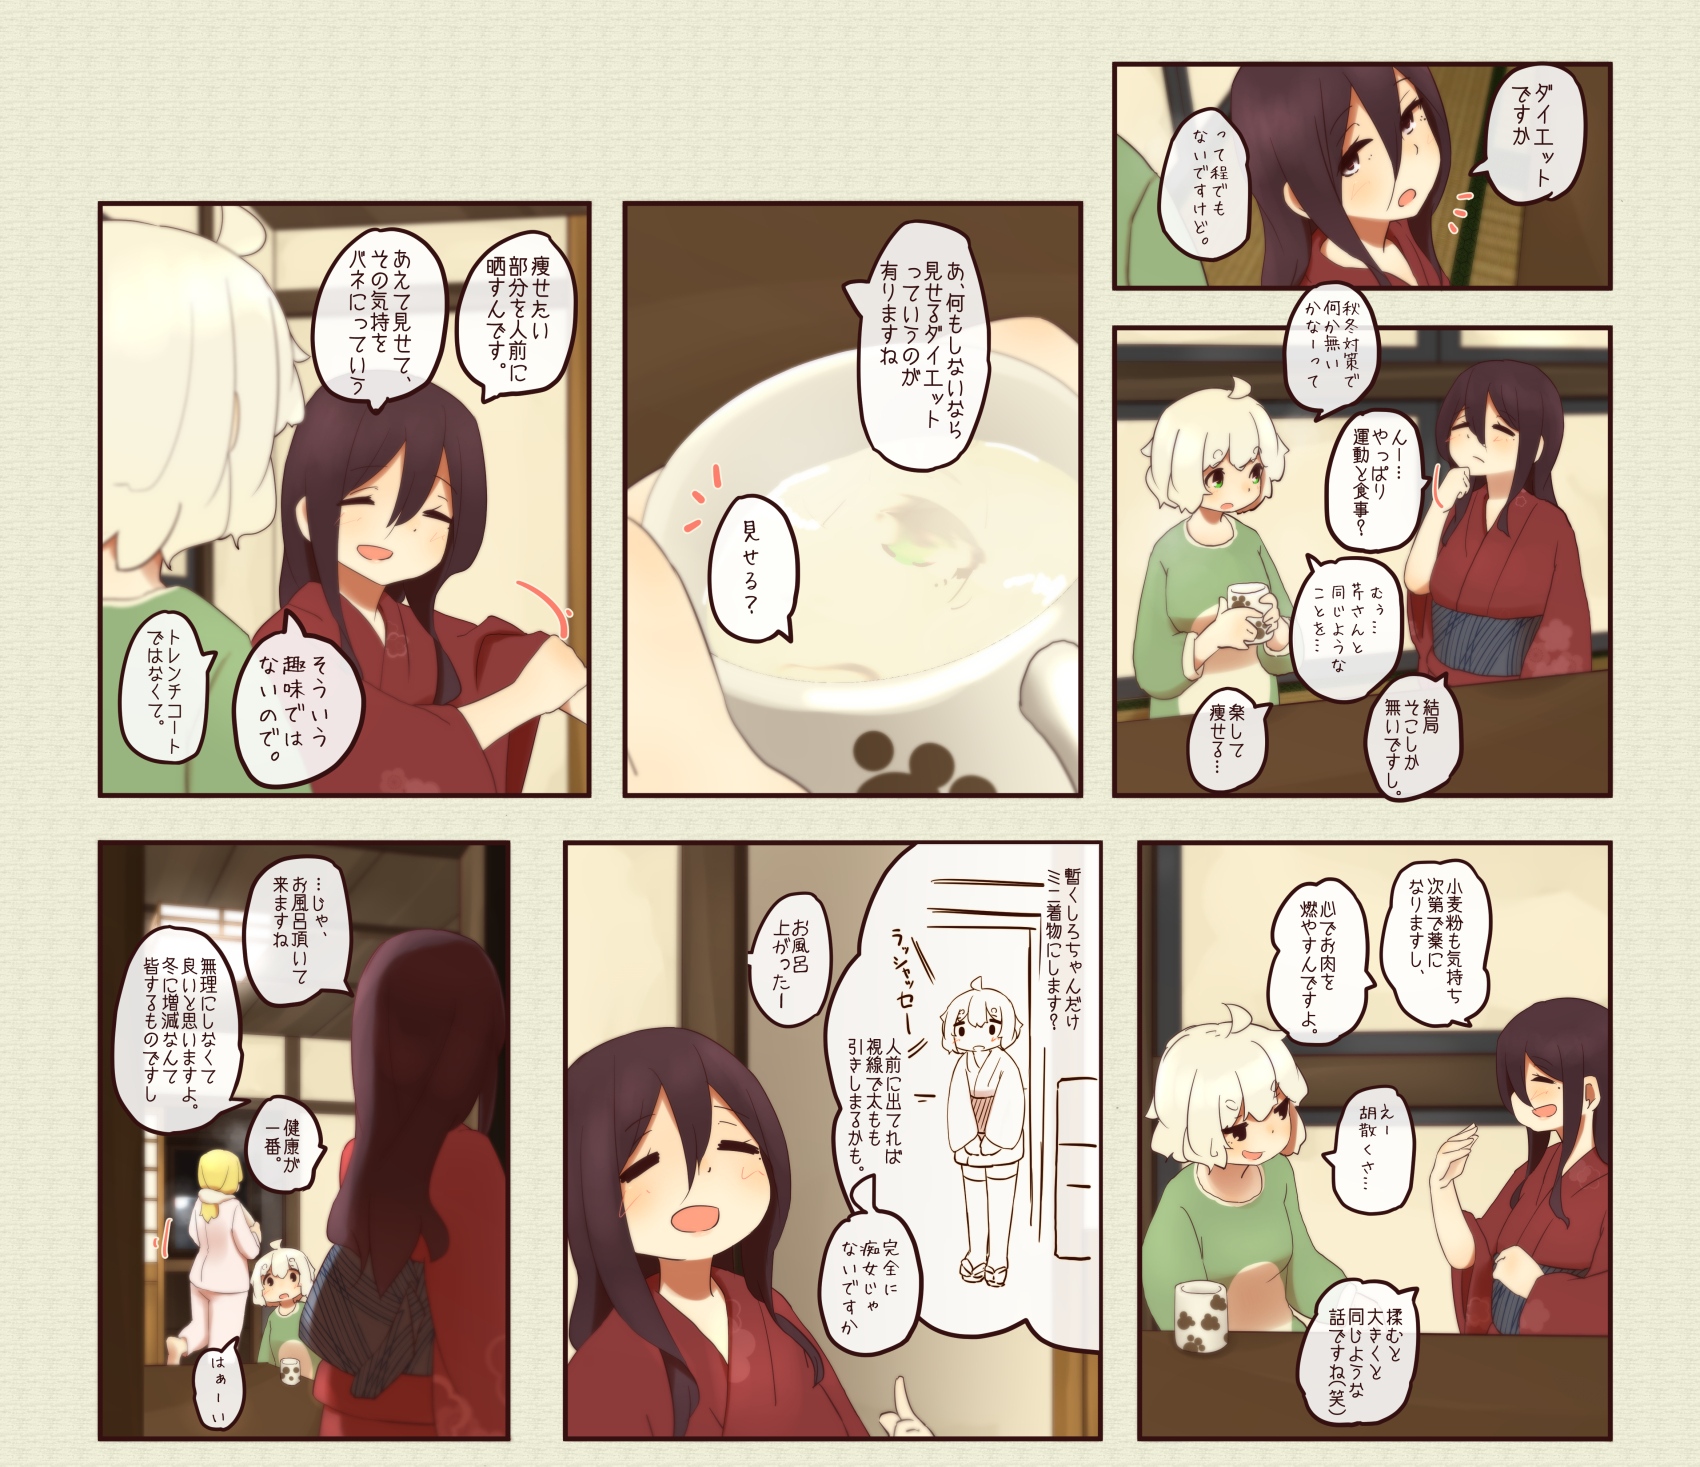 ダイエット
ですか
って程でも
ないですけど。
秋冬対策で
何か無い
かなーって
んー…
やっぱり
運動と食事?
むぅ…
芹さんと
同じような
ことを…
結局
そこしか
無いですし。
楽して
痩せる…
あ、何もしないなら
見せるダイエット
っていうのが
有りますね
見せる?
痩せたい
部分を人前に
晒すんです。
あえて見せて、
その気持を
バネにっていう
そういう
趣味では
ないので。
トレンチコート
ではなくて。
小麦粉も気持ち
次第で薬に
なりますし、
心でお肉を
燃やすんですよ。
えー
胡散くさ…
揉むと
大きくと
同じような
話ですね(笑)
暫くしろちゃんだけ
ミニ着物にします?
ラッシャッセー
人前に出てれば
視線で太もも
引きしまるかも。
お風呂
上がったー
完全に
痴女じゃ
ないですか
…じゃ、
お風呂頂いて
来ますね
無理にしなくて
良いと思いますよ。
冬に増減なんて
皆するものですし
健康が
一番。
はぁーい